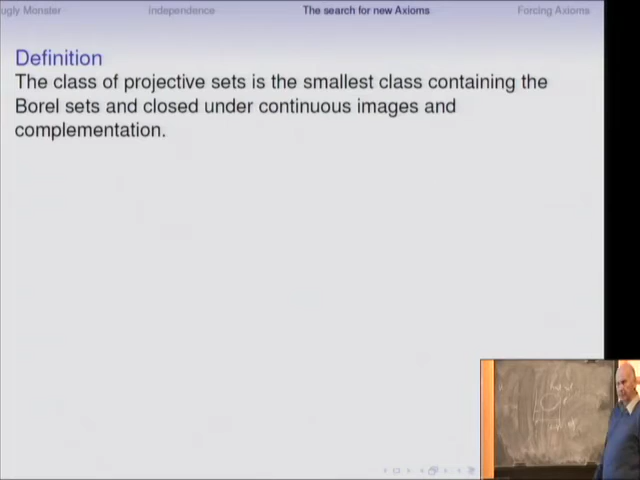 ugly Monster
independence
The search for new Axioms
Forcing Axioms
Definition
The class of projective sets is the smallest class containing the
Borel sets and closed under continuous images and
complementation.